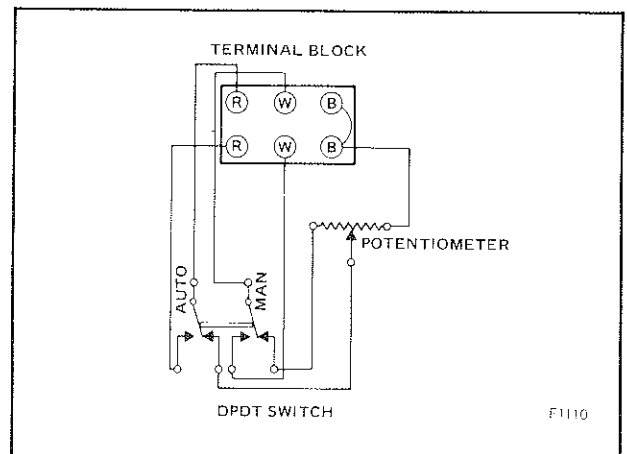 TERMINAL BLOCK
R W B
R W B
POTENTIOMETER
AUTO
MAN
DPDT SWITCH
F1110